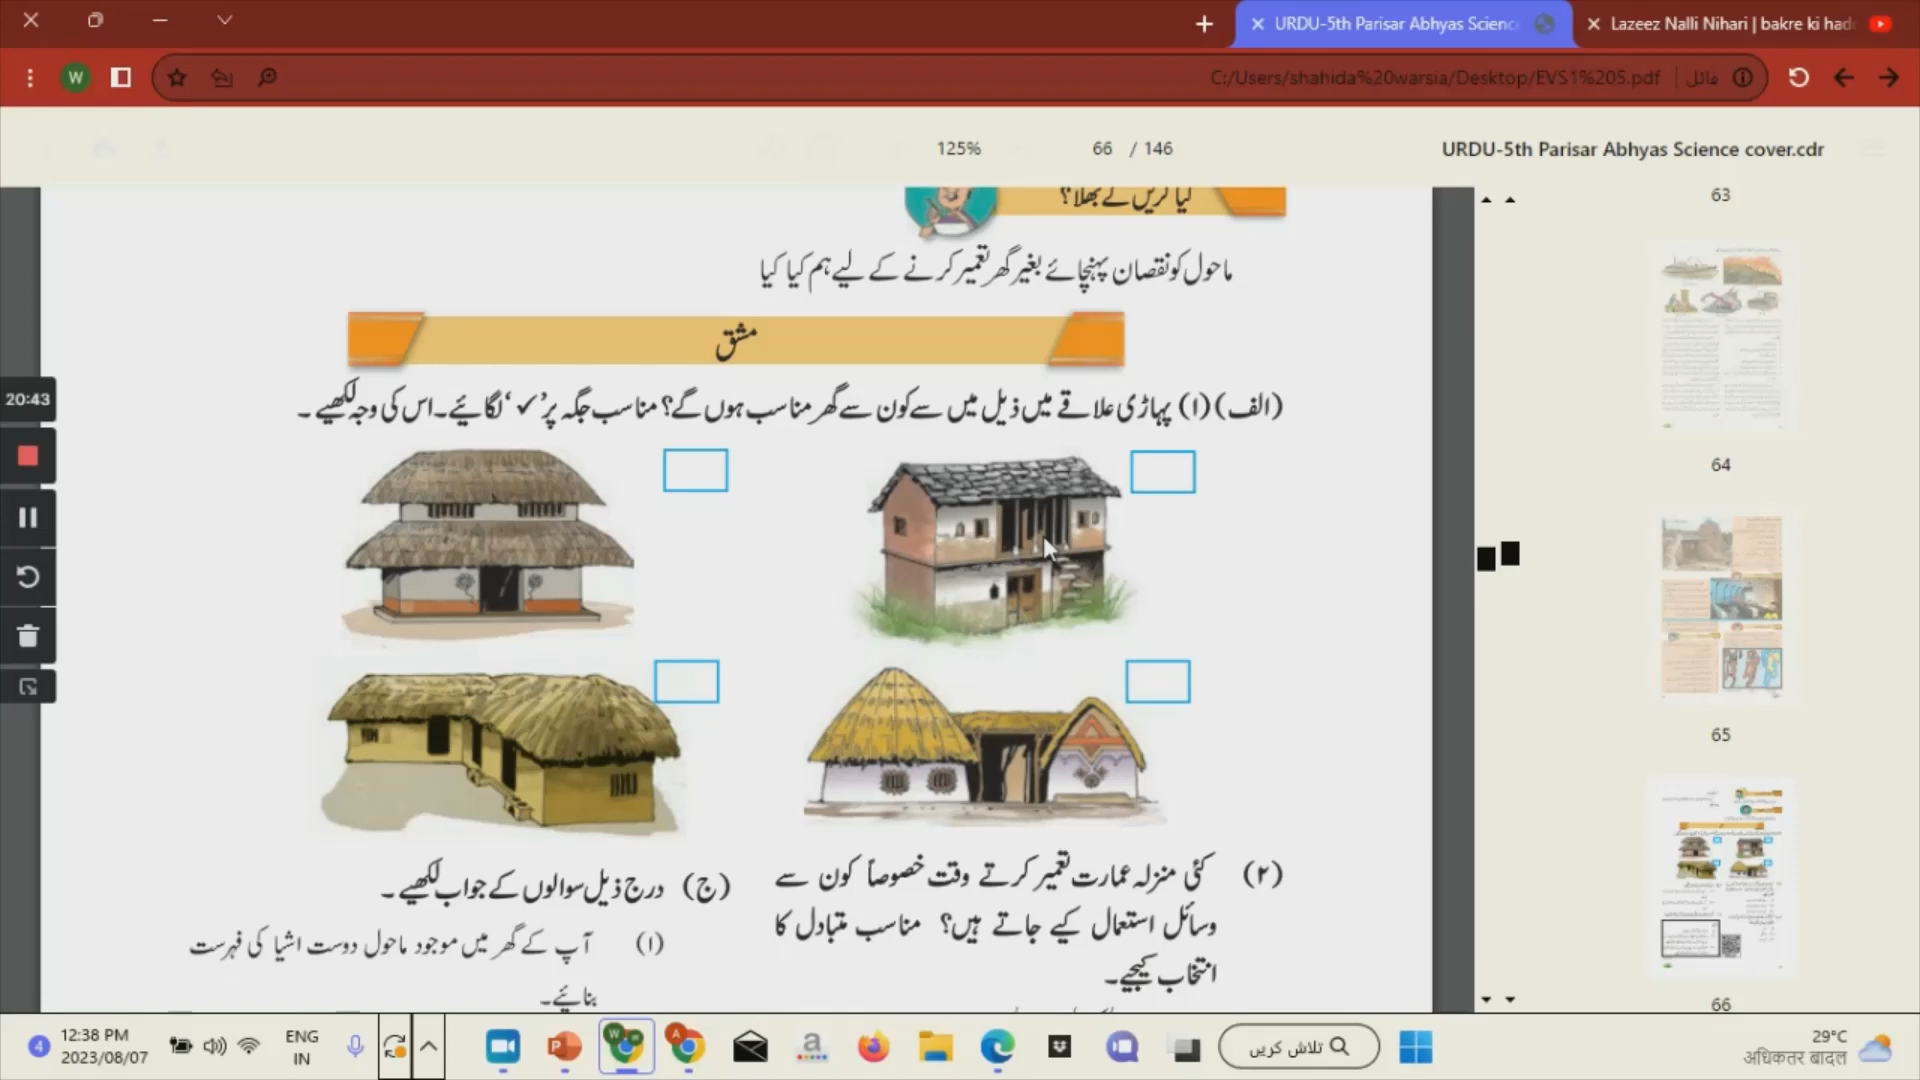 URDU-5th Parisar Abhyas Scienc
Lazeez Nalli Nihari | bakre ki had
W
C:/Users/shahida%20warsia/Desktop/EVS1%205.pdf
فائل
125%
66 / 146
URDU-5th Parisar Abhyas Science cover.cdr
کیا کریں گے بھلا؟
ماحول کو نقصان پہنچائے بغیر گھر تعمیر کرنے کے لیے ہم کیا کیا
مشق
(الف) (۱) پہاڑی علاقے میں ذیل میں سے کون سے گھر مناسب ہوں گے؟ مناسب جگہ پر '✓' لگائیے۔ اس کی وجہ لکھیے۔
(۲) کئی منزلہ عمارت تعمیر کرتے وقت خصوصاً کون سے
وسائل استعمال کیے جاتے ہیں؟ مناسب متبادل کا
انتخاب کیجیے۔
(ج) درج ذیل سوالوں کے جواب لکھیے۔
(۱) آپ کے گھر میں موجود ماحول دوست اشیا کی فہرست
بنائیے۔
63
64
65
66
20:43
4
12:38 PM
2023/08/07
ENG
IN
تلاش کریں
29°C
अधिकतर बादल